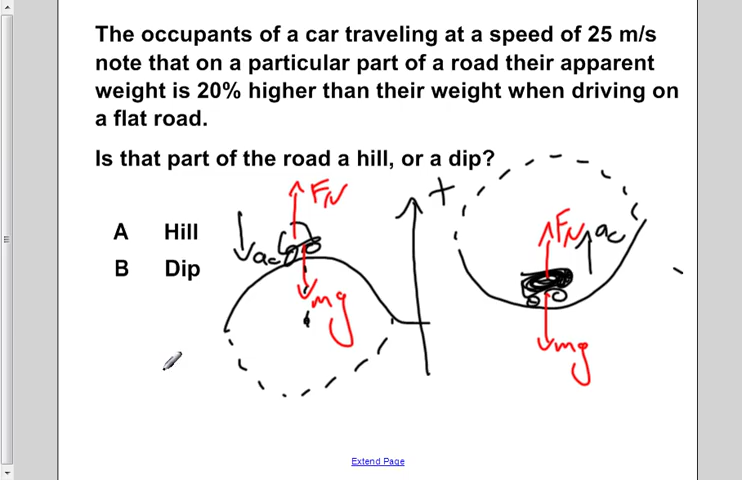 The occupants of a car traveling at a speed of 25 m/s
note that on a particular part of a road their apparent
weight is 20% higher than their weight when driving on
a flat road.
Is that part of the road a hill, or a dip?
A Hill
B Dip
FN
+
ac
mg
FN
ac
mg
Extend Page